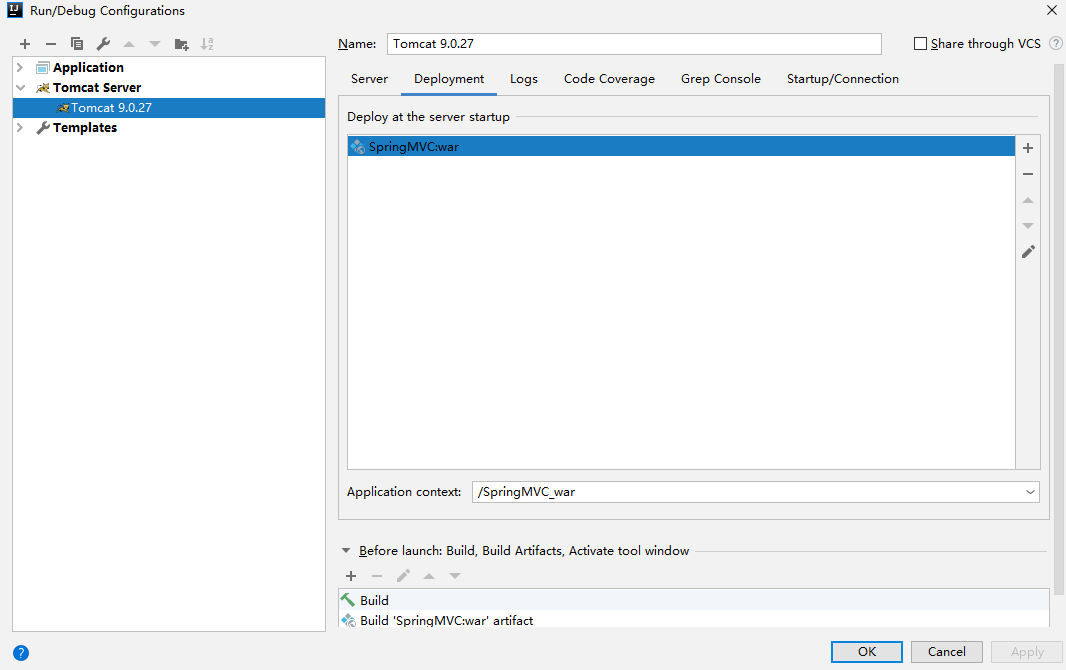 Run/Debug Configurations
Name: Tomcat 9.0.27 Share through VCS ?
Application
Tomcat Server
Tomcat 9.0.27
Templates
Server Deployment Logs Code Coverage Grep Console Startup/Connection
Deploy at the server startup
SpringMVC:war
Application context: /SpringMVC_war
Before launch: Build, Build Artifacts, Activate tool window
Build
Build 'SpringMVC:war' artifact
? OK Cancel Apply